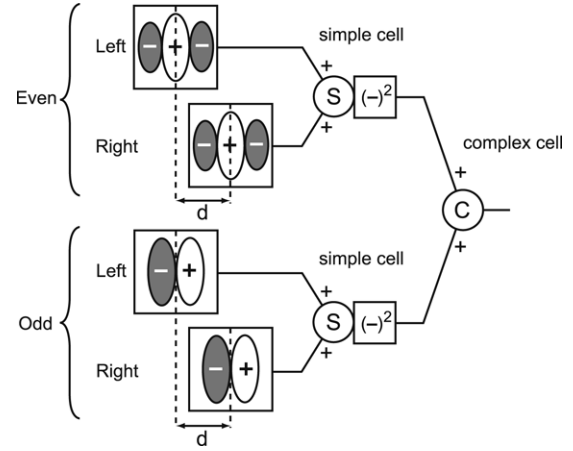 Even
Left
− + −
simple cell
+
S (−)²
+
Right
− + −
d
complex cell
+
C
+
Odd
Left
− +
simple cell
+
S (−)²
+
Right
− +
d